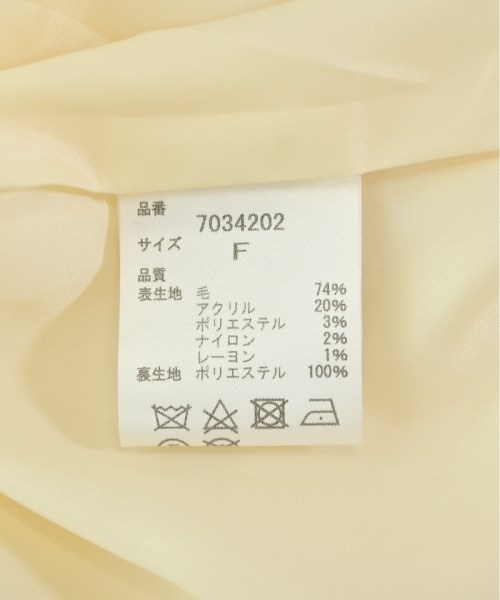 品番 7034202
サイズ F
品質
表生地 毛 74%
アクリル 20%
ポリエステル 3%
ナイロン 2%
レーヨン 1%
裏生地 ポリエステル 100%